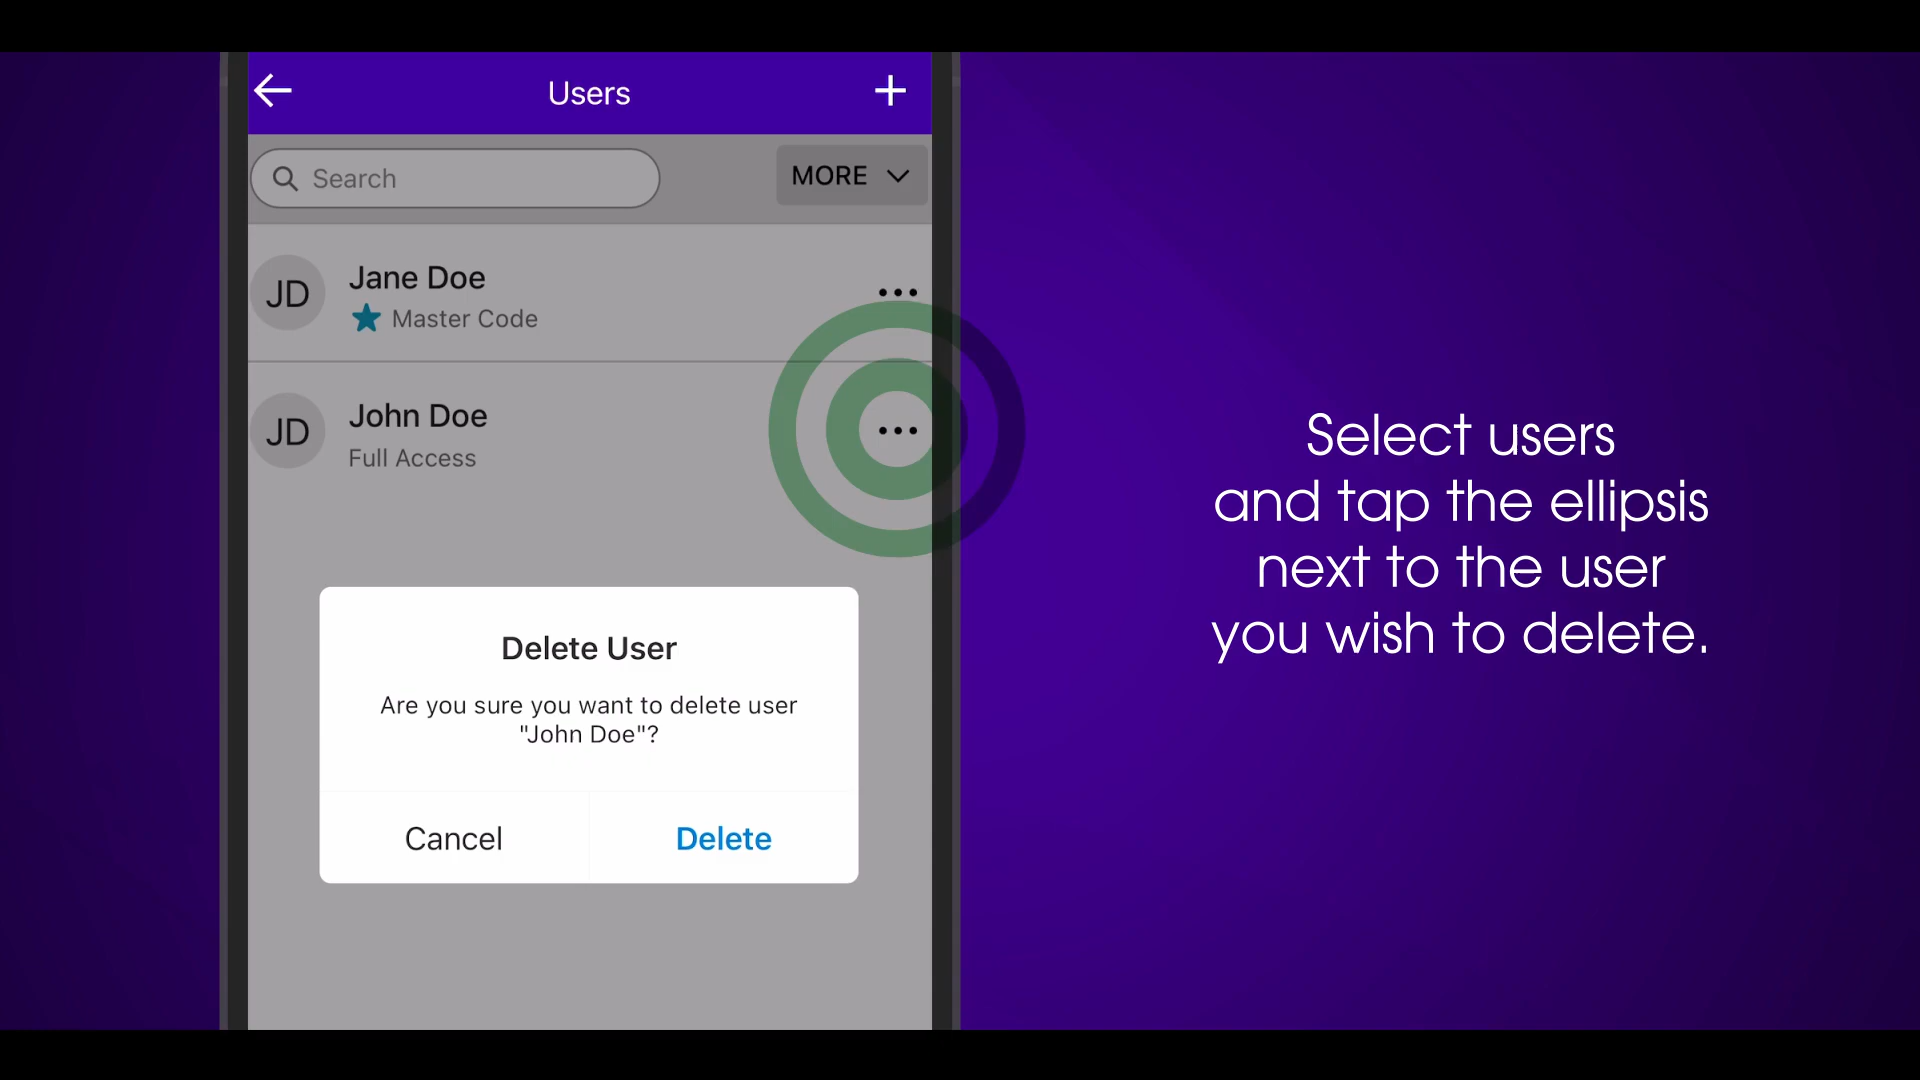 Users
Search
MORE
JD
Jane Doe
Master Code
JD
John Doe
Full Access
Delete User
Are you sure you want to delete user
"John Doe"?
Cancel
Delete
Select users
and tap the ellipsis
next to the user
you wish to delete.